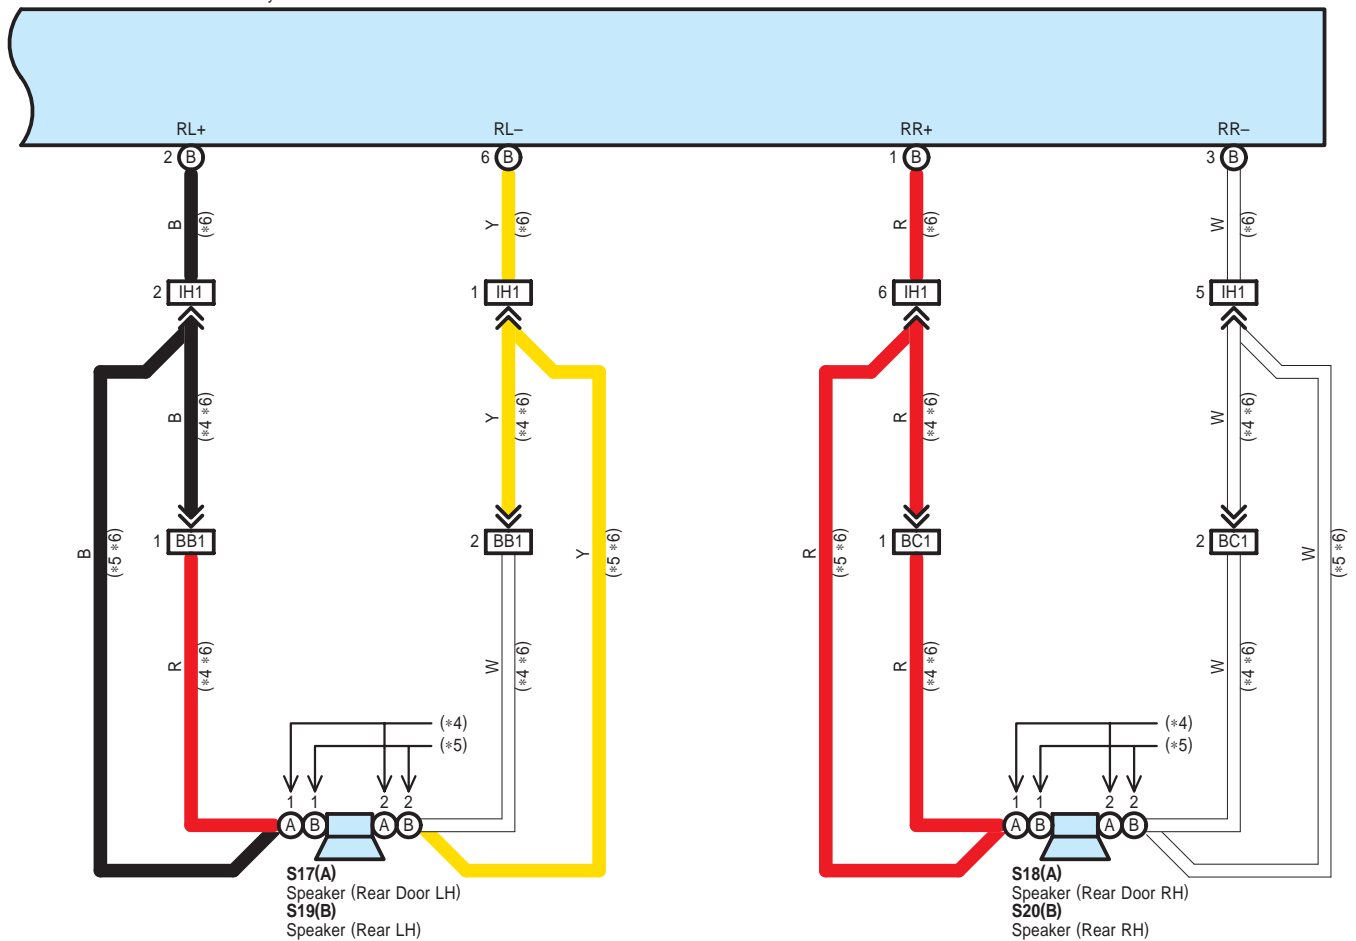 RL+ RL– RR+ RR–
2 B 6 B 1 B 3 B
B (*6) Y (*6) R (*6) W (*6)
2 IH1 1 IH1 6 IH1 5 IH1
B (*4 *6) Y (*4 *6) R (*4 *6) W (*4 *6)
1 BB1 2 BB1 1 BC1 2 BC1
B (*5 *6) Y (*5 *6) R (*5 *6) W (*5 *6)
R (*4 *6) W (*4 *6) R (*4 *6) W (*4 *6)
(*4) (*4)
(*5) (*5)
1 1 2 2 1 1 2 2
A B A B A B A B
S17(A)
Speaker (Rear Door LH)
S19(B)
Speaker (Rear LH)
S18(A)
Speaker (Rear Door RH)
S20(B)
Speaker (Rear RH)